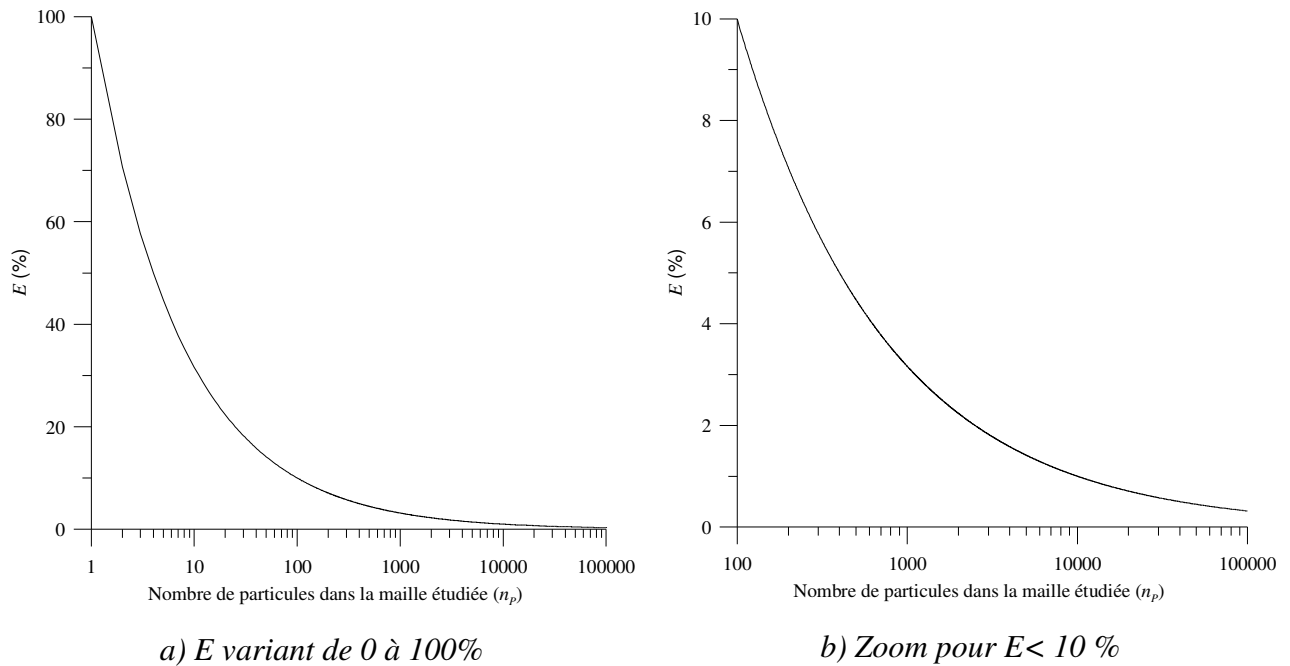 100
80
60
40
20
0
E (%)
1 10 100 1000 10000 100000
Nombre de particules dans la maille étudiée (nP)
a) E variant de 0 à 100%
10
8
6
4
2
0
E (%)
100 1000 10000 100000
Nombre de particules dans la maille étudiée (nP)
b) Zoom pour E< 10 %